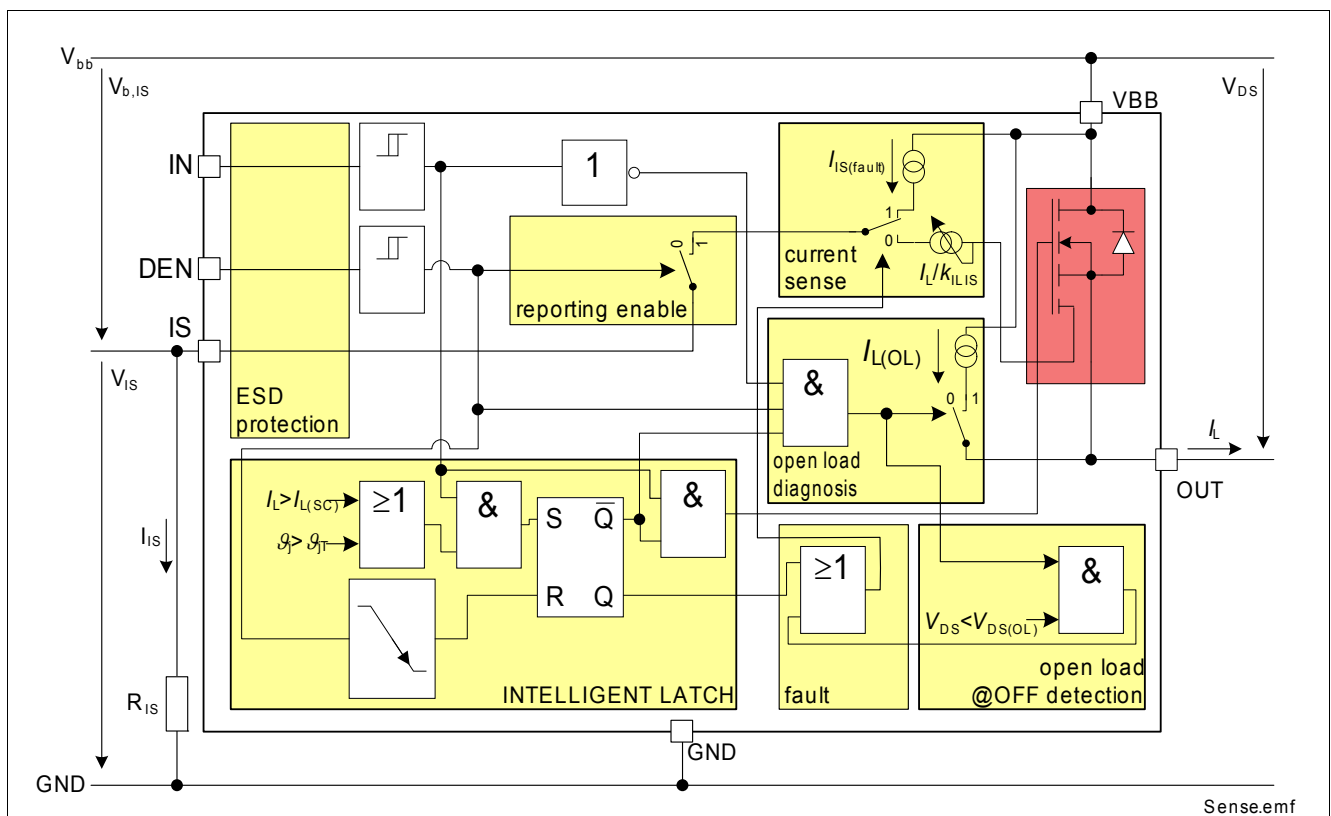 Vbb
Vb,IS
VBB
VDS
IN
1
IIS(fault)
1
0
current
sense
IL/kILIS
DEN
0
1
reporting enable
IS
VIS
ESD
protection
IL(OL)
&
0
1
open load
diagnosis
IL
OUT
IL>IL(SC)
ϑj>ϑjT
≥1
&
S
Q
R
Q
&
INTELLIGENT LATCH
≥1
fault
&
VDS<VDS(OL)
open load
@OFF detection
IIS
RIS
GND
GND
Sense.emf